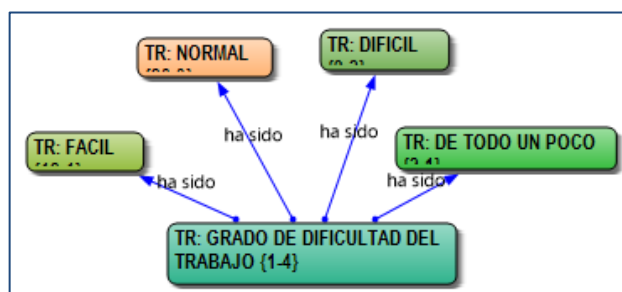 TR: NORMAL
TR: DIFICIL
ha sido
ha sido
TR: FACIL
TR: DE TODO UN POCO
ha sido
ha sido
TR: GRADO DE DIFICULTAD DEL
TRABAJO {1-4}